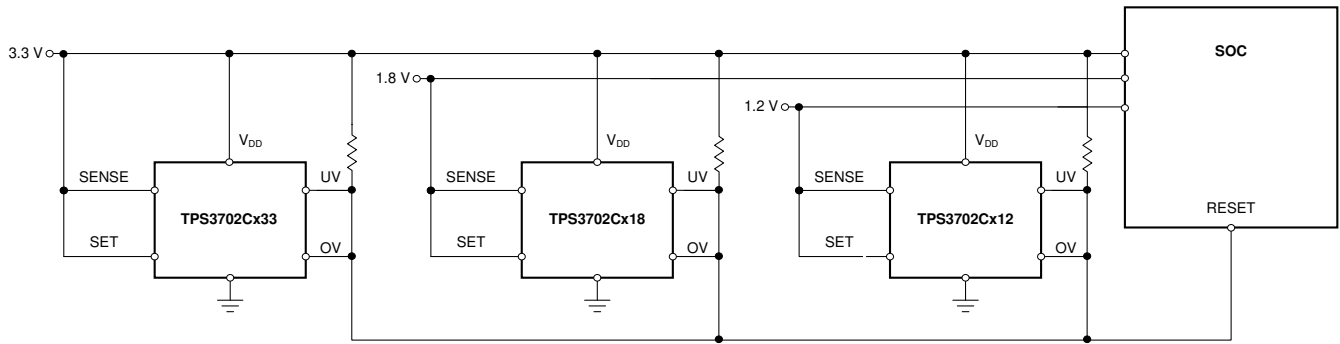 SOC
3.3 V
1.8 V
1.2 V
VDD
VDD
VDD
SENSE
UV
SENSE
UV
SENSE
UV
TPS3702Cx33
TPS3702Cx18
TPS3702Cx12
RESET
SET
OV
SET
OV
SET
OV